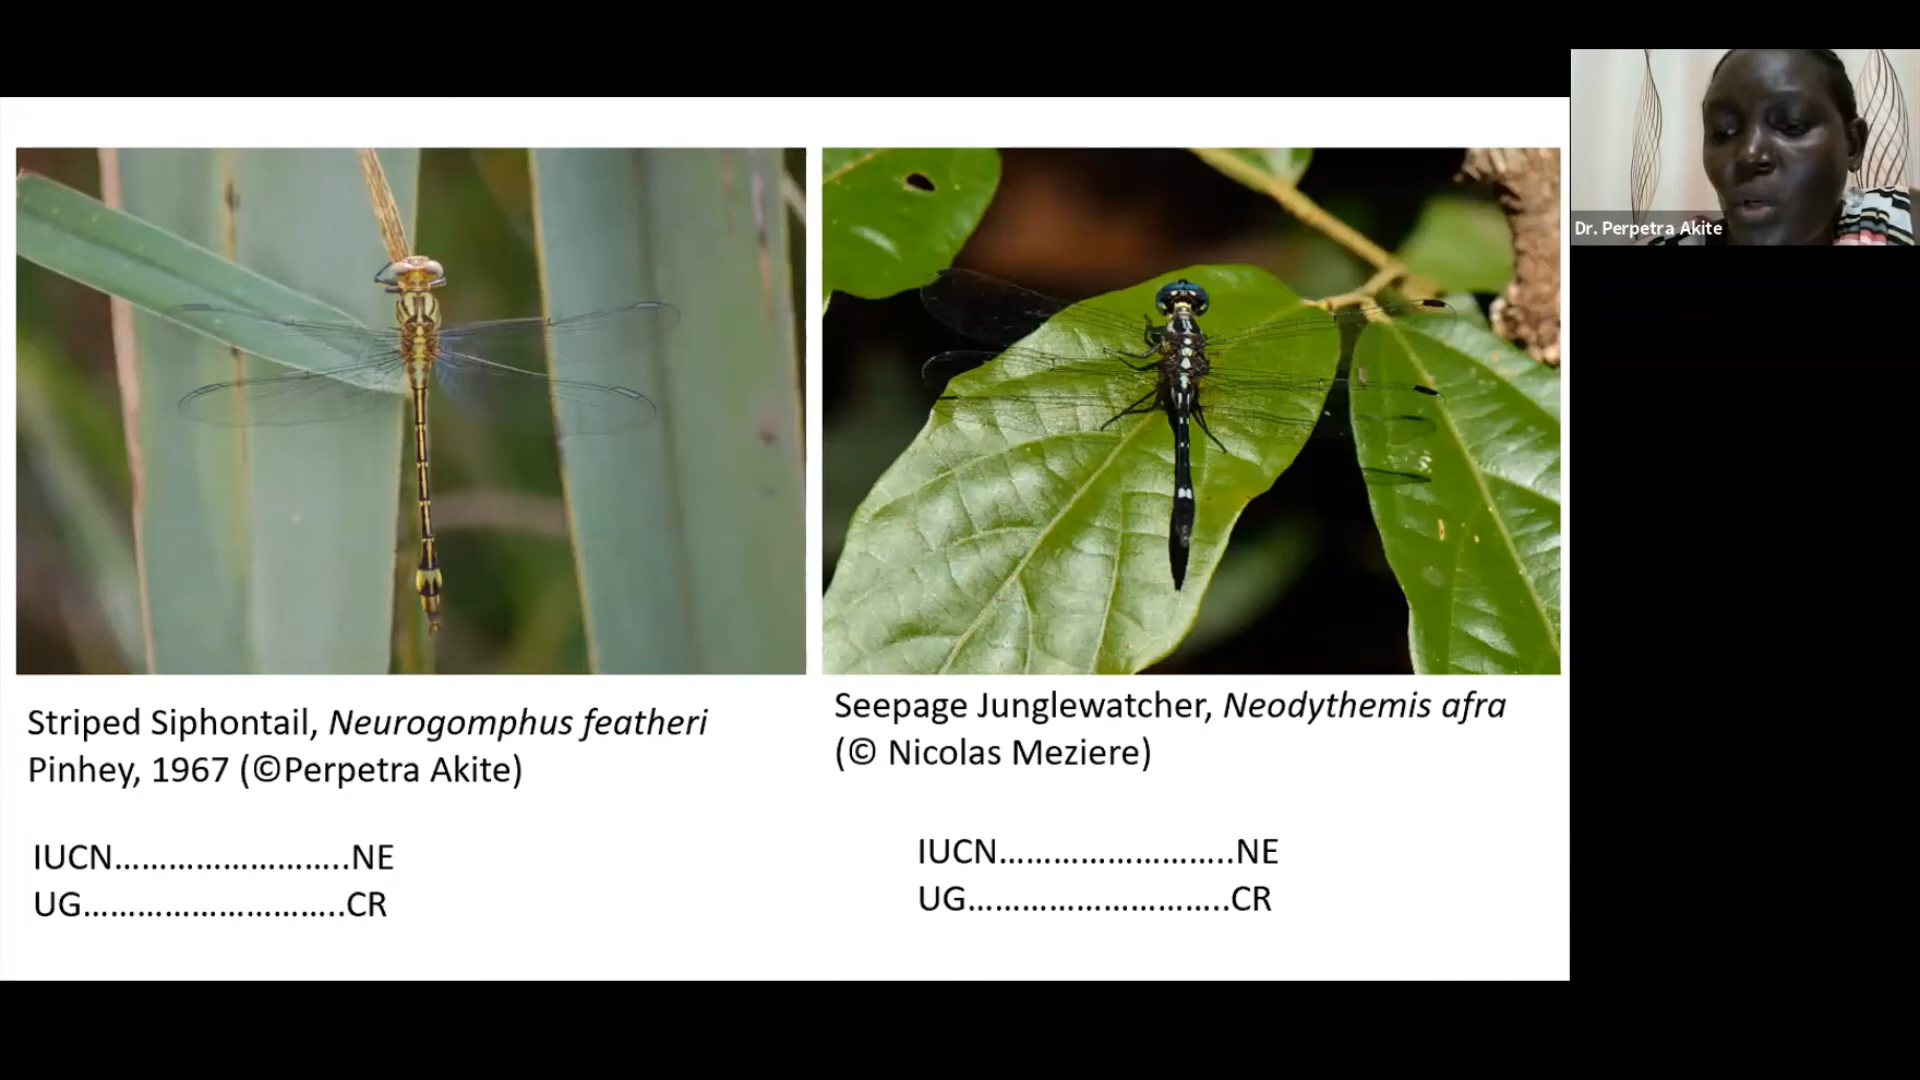 Dr. Perpetra Akite
Striped Siphontail, Neurogomphus featheri
Pinhey, 1967 (©Perpetra Akite)
IUCN……………………..NE
UG………………………..CR
Seepage Junglewatcher, Neodythemis afra
(© Nicolas Meziere)
IUCN……………………..NE
UG………………………..CR